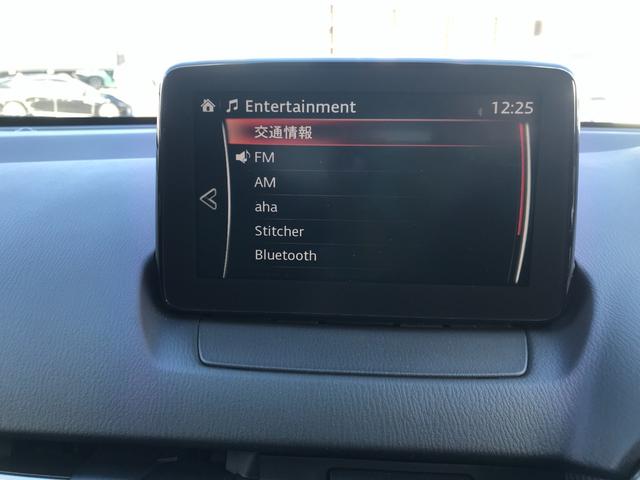 Entertainment 12:25
交通情報
FM
AM
aha
Stitcher
Bluetooth